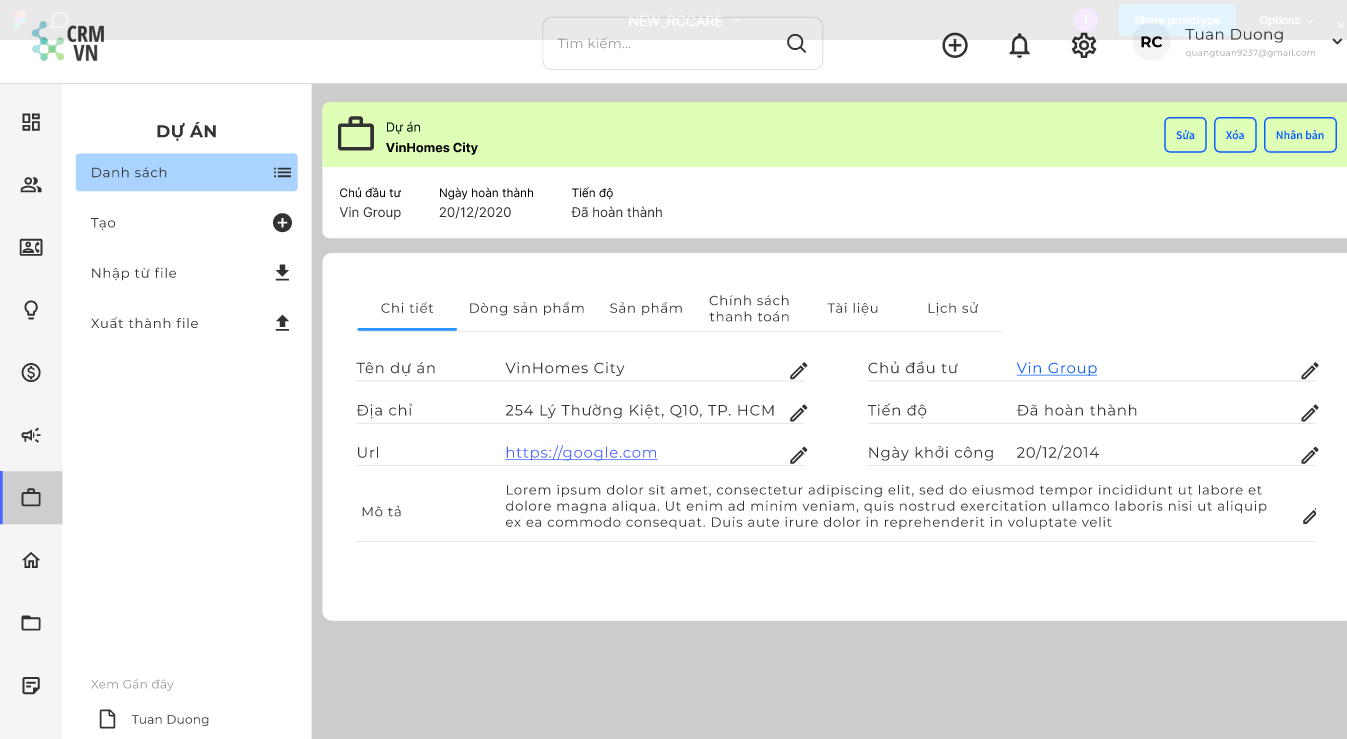 NEW_RCCARE
T
Share prototype
Options
CRM
VN
Tìm kiếm...
RC
Tuan Duong
quangtuan9237@gmail.com
DỰ ÁN
Danh sách
Tạo
Nhập từ file
Xuất thành file
Xem Gần đây
Tuan Duong
Dự án
VinHomes City
Sửa
Xóa
Nhân bản
Chủ đầu tư
Ngày hoàn thành
Tiến độ
Vin Group
20/12/2020
Đã hoàn thành
Chi tiết
Dòng sản phẩm
Sản phẩm
Chính sách
thanh toán
Tài liệu
Lịch sử
Tên dự án
VinHomes City
Chủ đầu tư
Vin Group
Địa chỉ
254 Lý Thường Kiệt, Q10, TP. HCM
Tiến độ
Đã hoàn thành
Url
https://google.com
Ngày khởi công
20/12/2014
Mô tả
Lorem ipsum dolor sit amet, consectetur adipiscing elit, sed do eiusmod tempor incididunt ut labore et
dolore magna aliqua. Ut enim ad minim veniam, quis nostrud exercitation ullamco laboris nisi ut aliquip
ex ea commodo consequat. Duis aute irure dolor in reprehenderit in voluptate velit